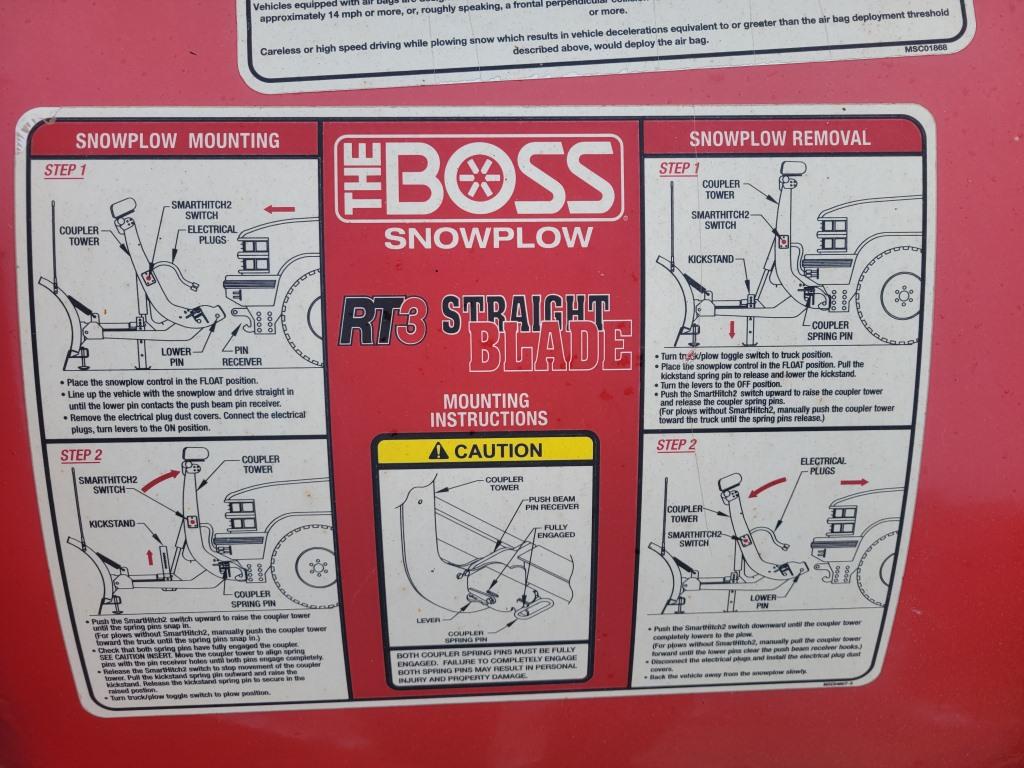 Vehicles equipped with air bags are
approximately 14 mph or more, or, roughly speaking, a frontal perpendicular
or more.
Careless or high speed driving while plowing snow which results in vehicle decelerations equivalent to or greater than the air bag deployment threshold
described above, would deploy the air bag.
MSC01868
SNOWPLOW MOUNTING
STEP 1
SMARTHITCH2
SWITCH
COUPLER
TOWER
ELECTRICAL
PLUGS
LOWER
PIN
PIN
RECEIVER
• Place the snowplow control in the FLOAT position.
• Line up the vehicle with the snowplow and drive straight in
until the lower pin contacts the push beam pin receiver.
• Remove the electrical plug dust covers. Connect the electrical
plugs, turn levers to the ON position.
STEP 2
COUPLER
TOWER
SMARTHITCH2
SWITCH
KICKSTAND
COUPLER
SPRING PIN
• Push the SmartHitch2 switch upward to raise the coupler tower
until the spring pins snap in.
(For plows without SmartHitch2, manually push the coupler tower
toward the truck until the spring pins snap in.)
• Check that both spring pins have fully engaged the coupler.
SEE CAUTION INSERT. Move the coupler tower to align spring
pins with the pin receiver holes until both pins engage completely.
• Release the SmartHitch2 switch to stop movement of the coupler
tower. Pull the kickstand spring pin outward and raise the
kickstand. Release the kickstand spring pin to secure in the
raised position.
• Turn truck/plow toggle switch to plow position.
THE BOSS
SNOWPLOW
RT3 STRAIGHT
BLADE
MOUNTING
INSTRUCTIONS
CAUTION
COUPLER
TOWER
PUSH BEAM
PIN RECEIVER
FULLY
ENGAGED
LEVER
COUPLER
SPRING PIN
BOTH COUPLER SPRING PINS MUST BE FULLY
ENGAGED. FAILURE TO COMPLETELY ENGAGE
BOTH SPRING PINS MAY RESULT IN PERSONAL
INJURY AND PROPERTY DAMAGE.
SNOWPLOW REMOVAL
STEP 1
COUPLER
TOWER
SMARTHITCH2
SWITCH
KICKSTAND
COUPLER
SPRING PIN
• Turn truck/plow toggle switch to truck position.
• Place the snowplow control in the FLOAT position. Pull the
kickstand spring pin to release and lower the kickstand.
• Turn the levers to the OFF position.
• Push the SmartHitch2 switch upward to raise the coupler tower
and release the coupler spring pins.
(For plows without SmartHitch2, manually push the coupler tower
toward the truck until the spring pins release.)
STEP 2
ELECTRICAL
PLUGS
COUPLER
TOWER
SMARTHITCH2
SWITCH
LOWER
PIN
• Push the SmartHitch2 switch downward until the coupler tower
completely lowers to the plow.
(For plows without SmartHitch2, manually pull the coupler tower
forward until the lower pins clear the push beam receiver hooks.)
• Disconnect the electrical plugs and install the electrical plug dust
covers.
• Back the vehicle away from the snowplow slowly.